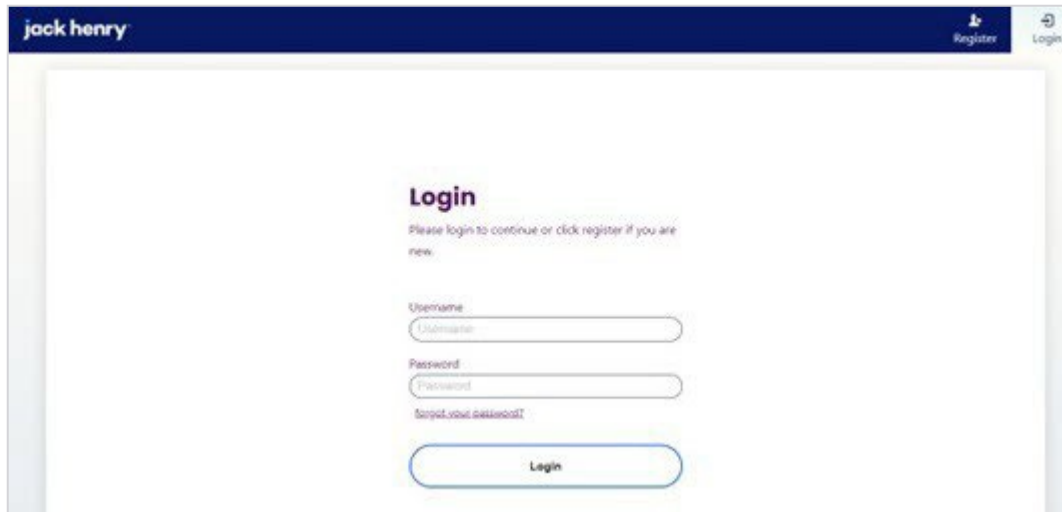 jack henry
Register
Login
Login
Please login to continue or click register if you are
new.
Username
Username
Password
Password
forgot your password?
Login